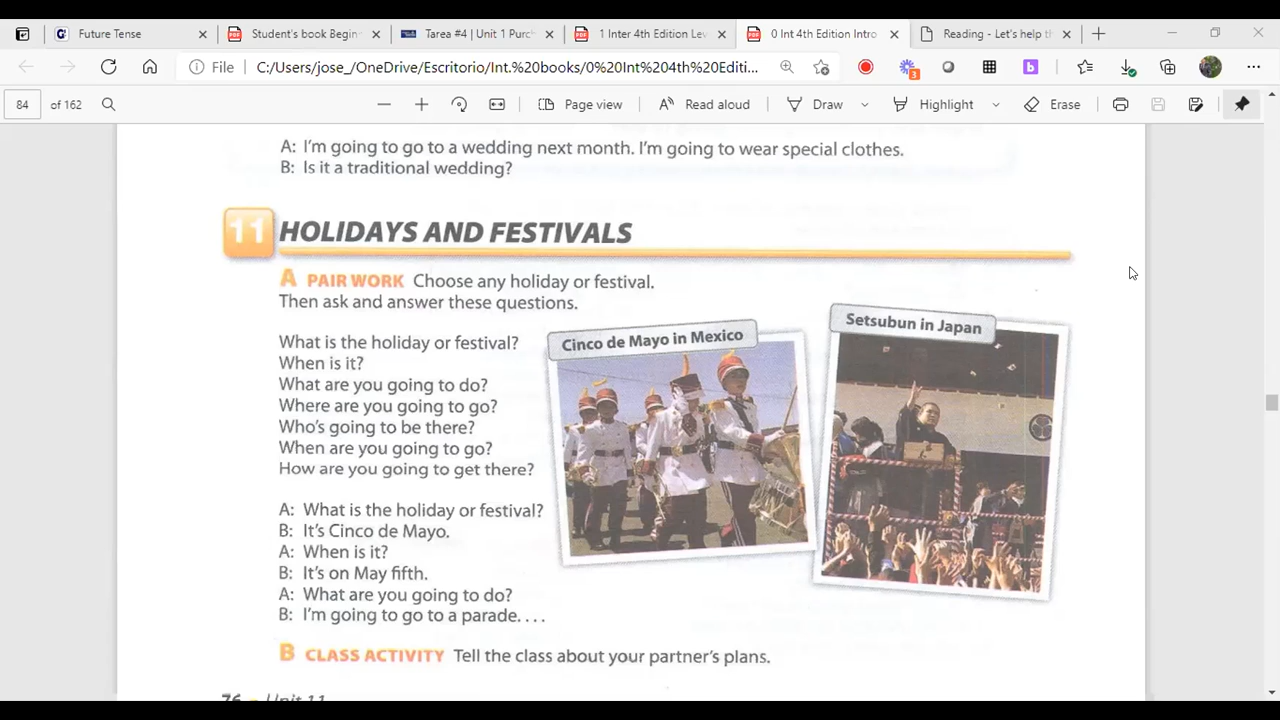 Future Tense
Student's book Begin
Tarea #4 | Unit 1 Purch
1 Inter 4th Edition Lev
0 Int 4th Edition Intro
Reading - Let's help th
File
C:/Users/jose_/OneDrive/Escritorio/Int.%20books/0%20Int%204th%20Editi...
3
b
84 of 162
Page view
Read aloud
Draw
Highlight
Erase
A: I'm going to go to a wedding next month. I'm going to wear special clothes.
B: Is it a traditional wedding?
11 HOLIDAYS AND FESTIVALS
A PAIR WORK Choose any holiday or festival.
Then ask and answer these questions.
What is the holiday or festival?
When is it?
What are you going to do?
Where are you going to go?
Who's going to be there?
When are you going to go?
How are you going to get there?
A: What is the holiday or festival?
B: It's Cinco de Mayo.
A: When is it?
B: It's on May fifth.
A: What are you going to do?
B: I'm going to go to a parade. . . .
Cinco de Mayo in Mexico
Setsubun in Japan
B CLASS ACTIVITY Tell the class about your partner's plans.
76 Unit 11